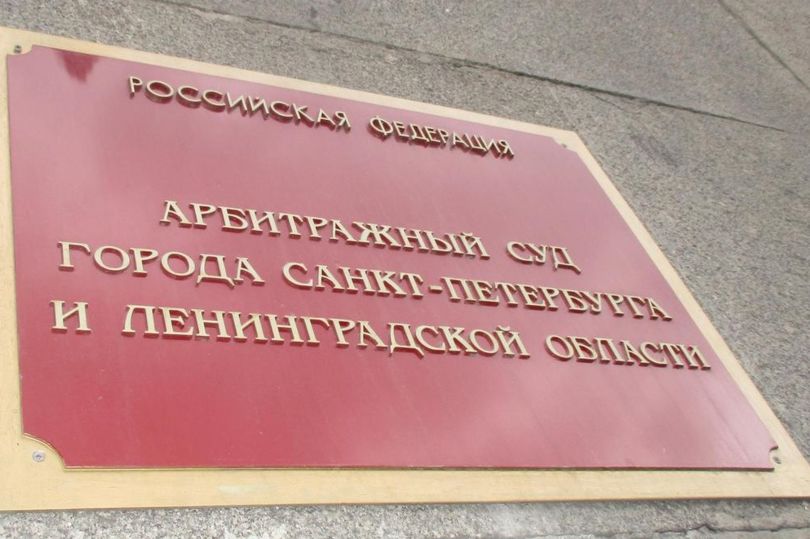 РОССИЙСКАЯ ФЕДЕРАЦИЯ
АРБИТРАЖНЫЙ СУД
ГОРОДА САНКТ-ПЕТЕРБУРГА
И ЛЕНИНГРАДСКОЙ ОБЛАСТИ